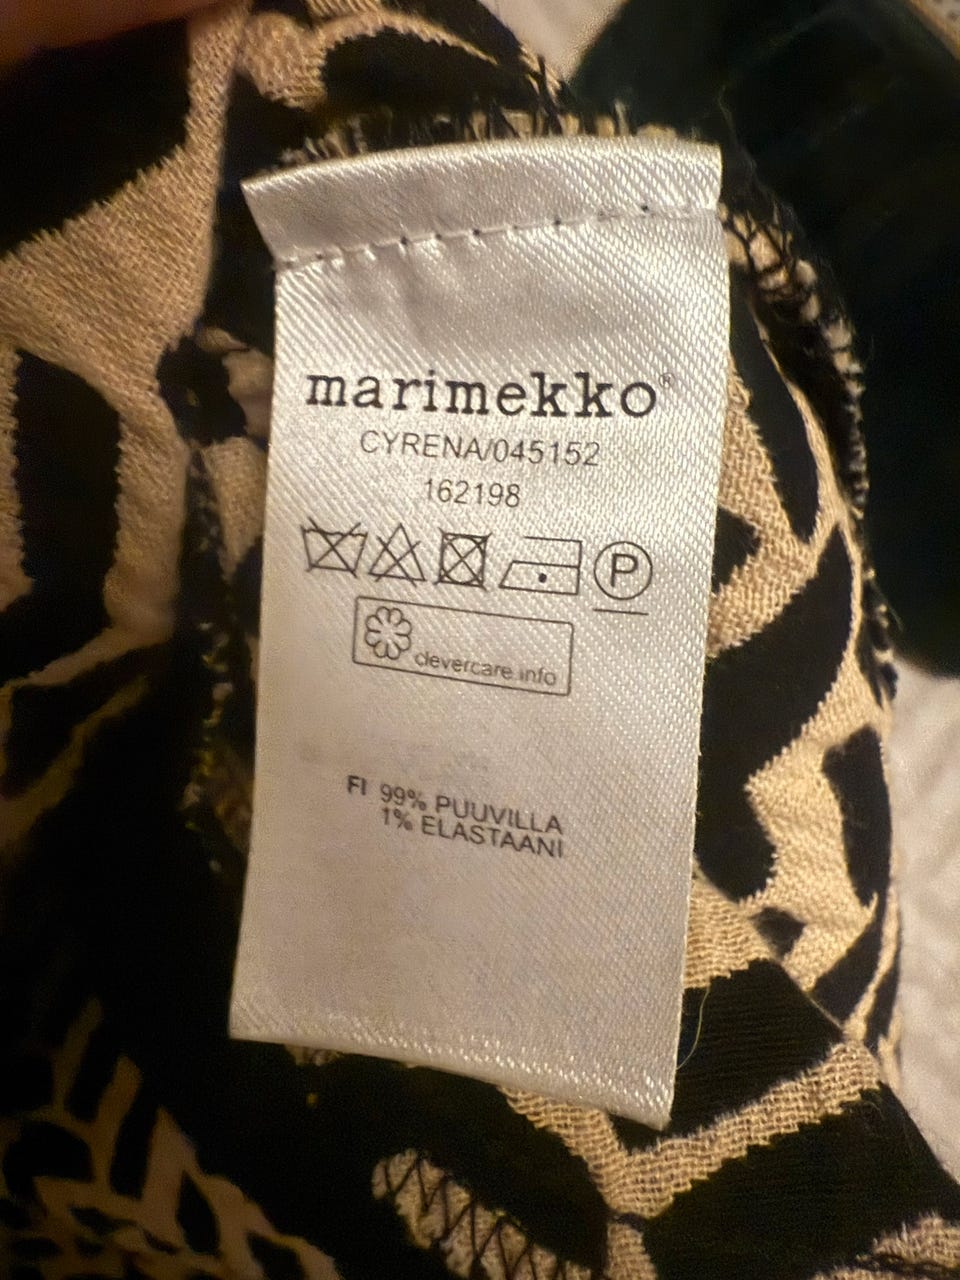 marimekko®
CYRENA/045152
162198
P
clevercare.info
FI 99% PUUVILLA
1% ELASTAANI